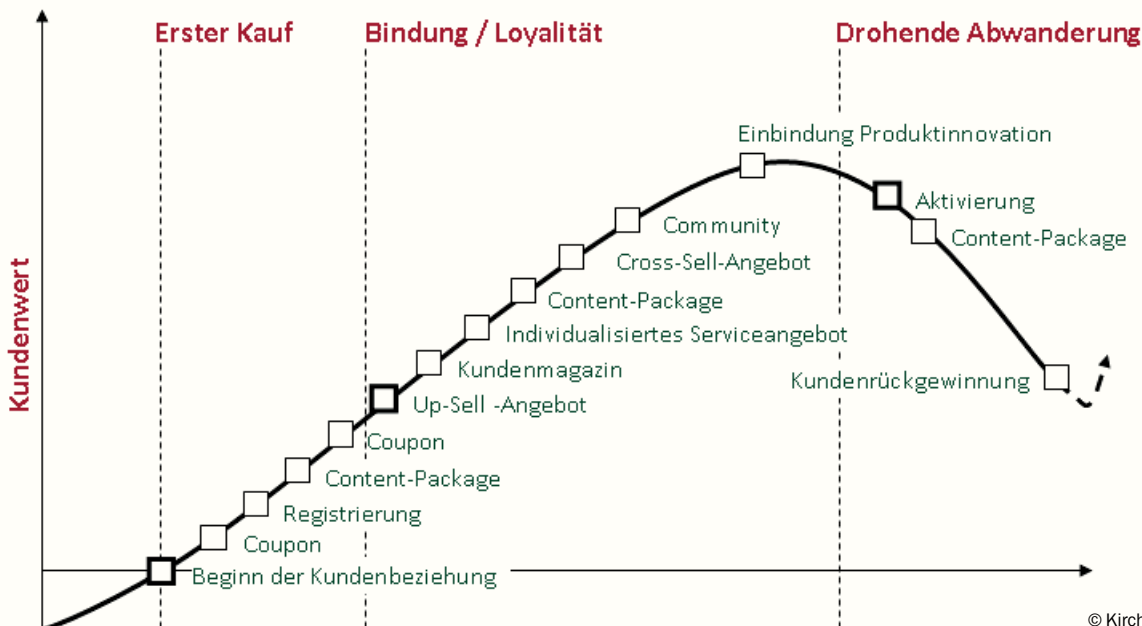 Erster Kauf
Bindung / Loyalität
Drohende Abwanderung
Einbindung Produktinnovation
Aktivierung
Community
Content-Package
Cross-Sell-Angebot
Content-Package
Individualisiertes Serviceangebot
Kundenmagazin
Kundenrückgewinnung
Up-Sell -Angebot
Coupon
Content-Package
Registrierung
Coupon
Beginn der Kundenbeziehung
Kundenwert
© Kirch